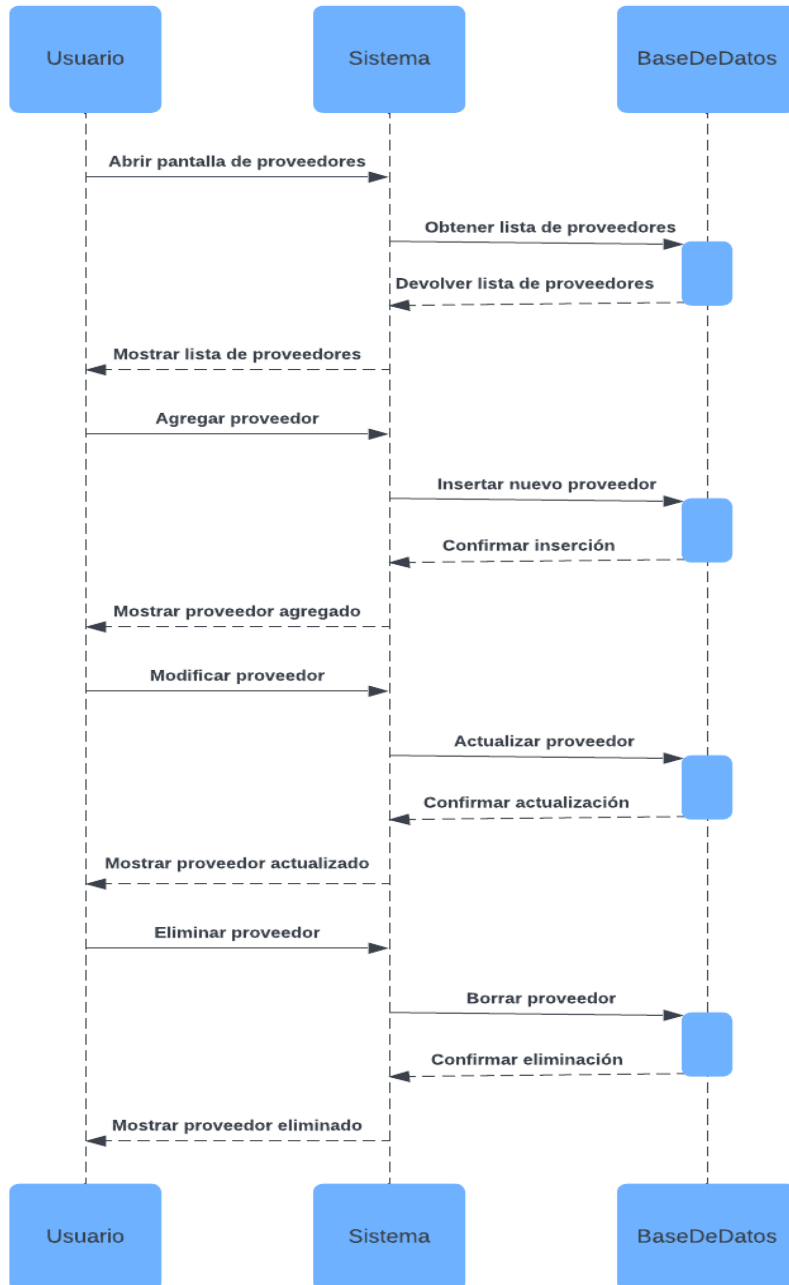 Usuario
Sistema
BaseDeDatos
Abrir pantalla de proveedores
Obtener lista de proveedores
Devolver lista de proveedores
Mostrar lista de proveedores
Agregar proveedor
Insertar nuevo proveedor
Confirmar inserción
Mostrar proveedor agregado
Modificar proveedor
Actualizar proveedor
Confirmar actualización
Mostrar proveedor actualizado
Eliminar proveedor
Borrar proveedor
Confirmar eliminación
Mostrar proveedor eliminado
Usuario
Sistema
BaseDeDatos